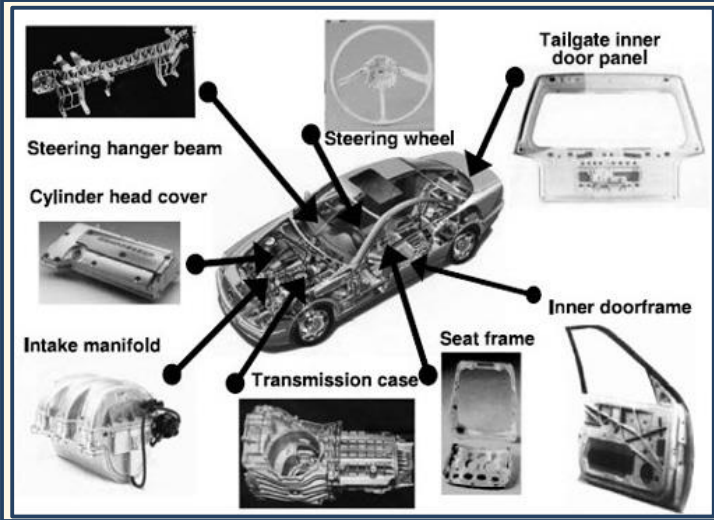 Tailgate inner
door panel
Steering hanger beam
Steering wheel
Cylinder head cover
Inner doorframe
Intake manifold
Seat frame
Transmission case